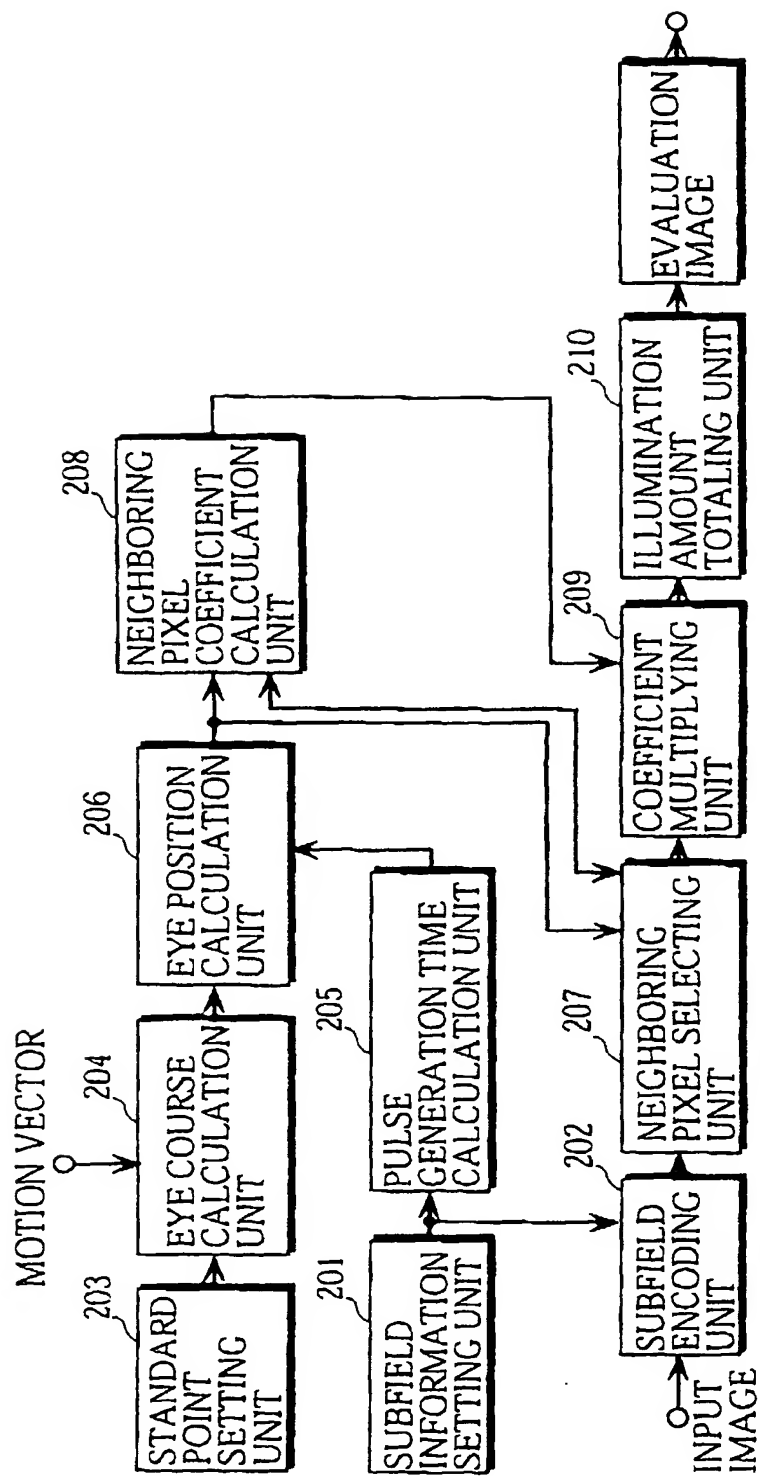 MOTION VECTOR
203
STANDARD
POINT
SETTING
UNIT
204
EYE COURSE
CALCULATION
UNIT
206
EYE POSITION
CALCULATION
UNIT
208
NEIGHBORING
PIXEL
COEFFICIENT
CALCULATION
UNIT
201
SUBFIELD
INFORMATION
SETTING UNIT
205
PULSE
GENERATION TIME
CALCULATION UNIT
INPUT
IMAGE
202
SUBFIELD
ENCODING
UNIT
207
NEIGHBORING
PIXEL SELECTING
UNIT
209
COEFFICIENT
MULTIPLYING
UNIT
210
ILLUMINATION
AMOUNT
TOTALING UNIT
EVALUATION
IMAGE